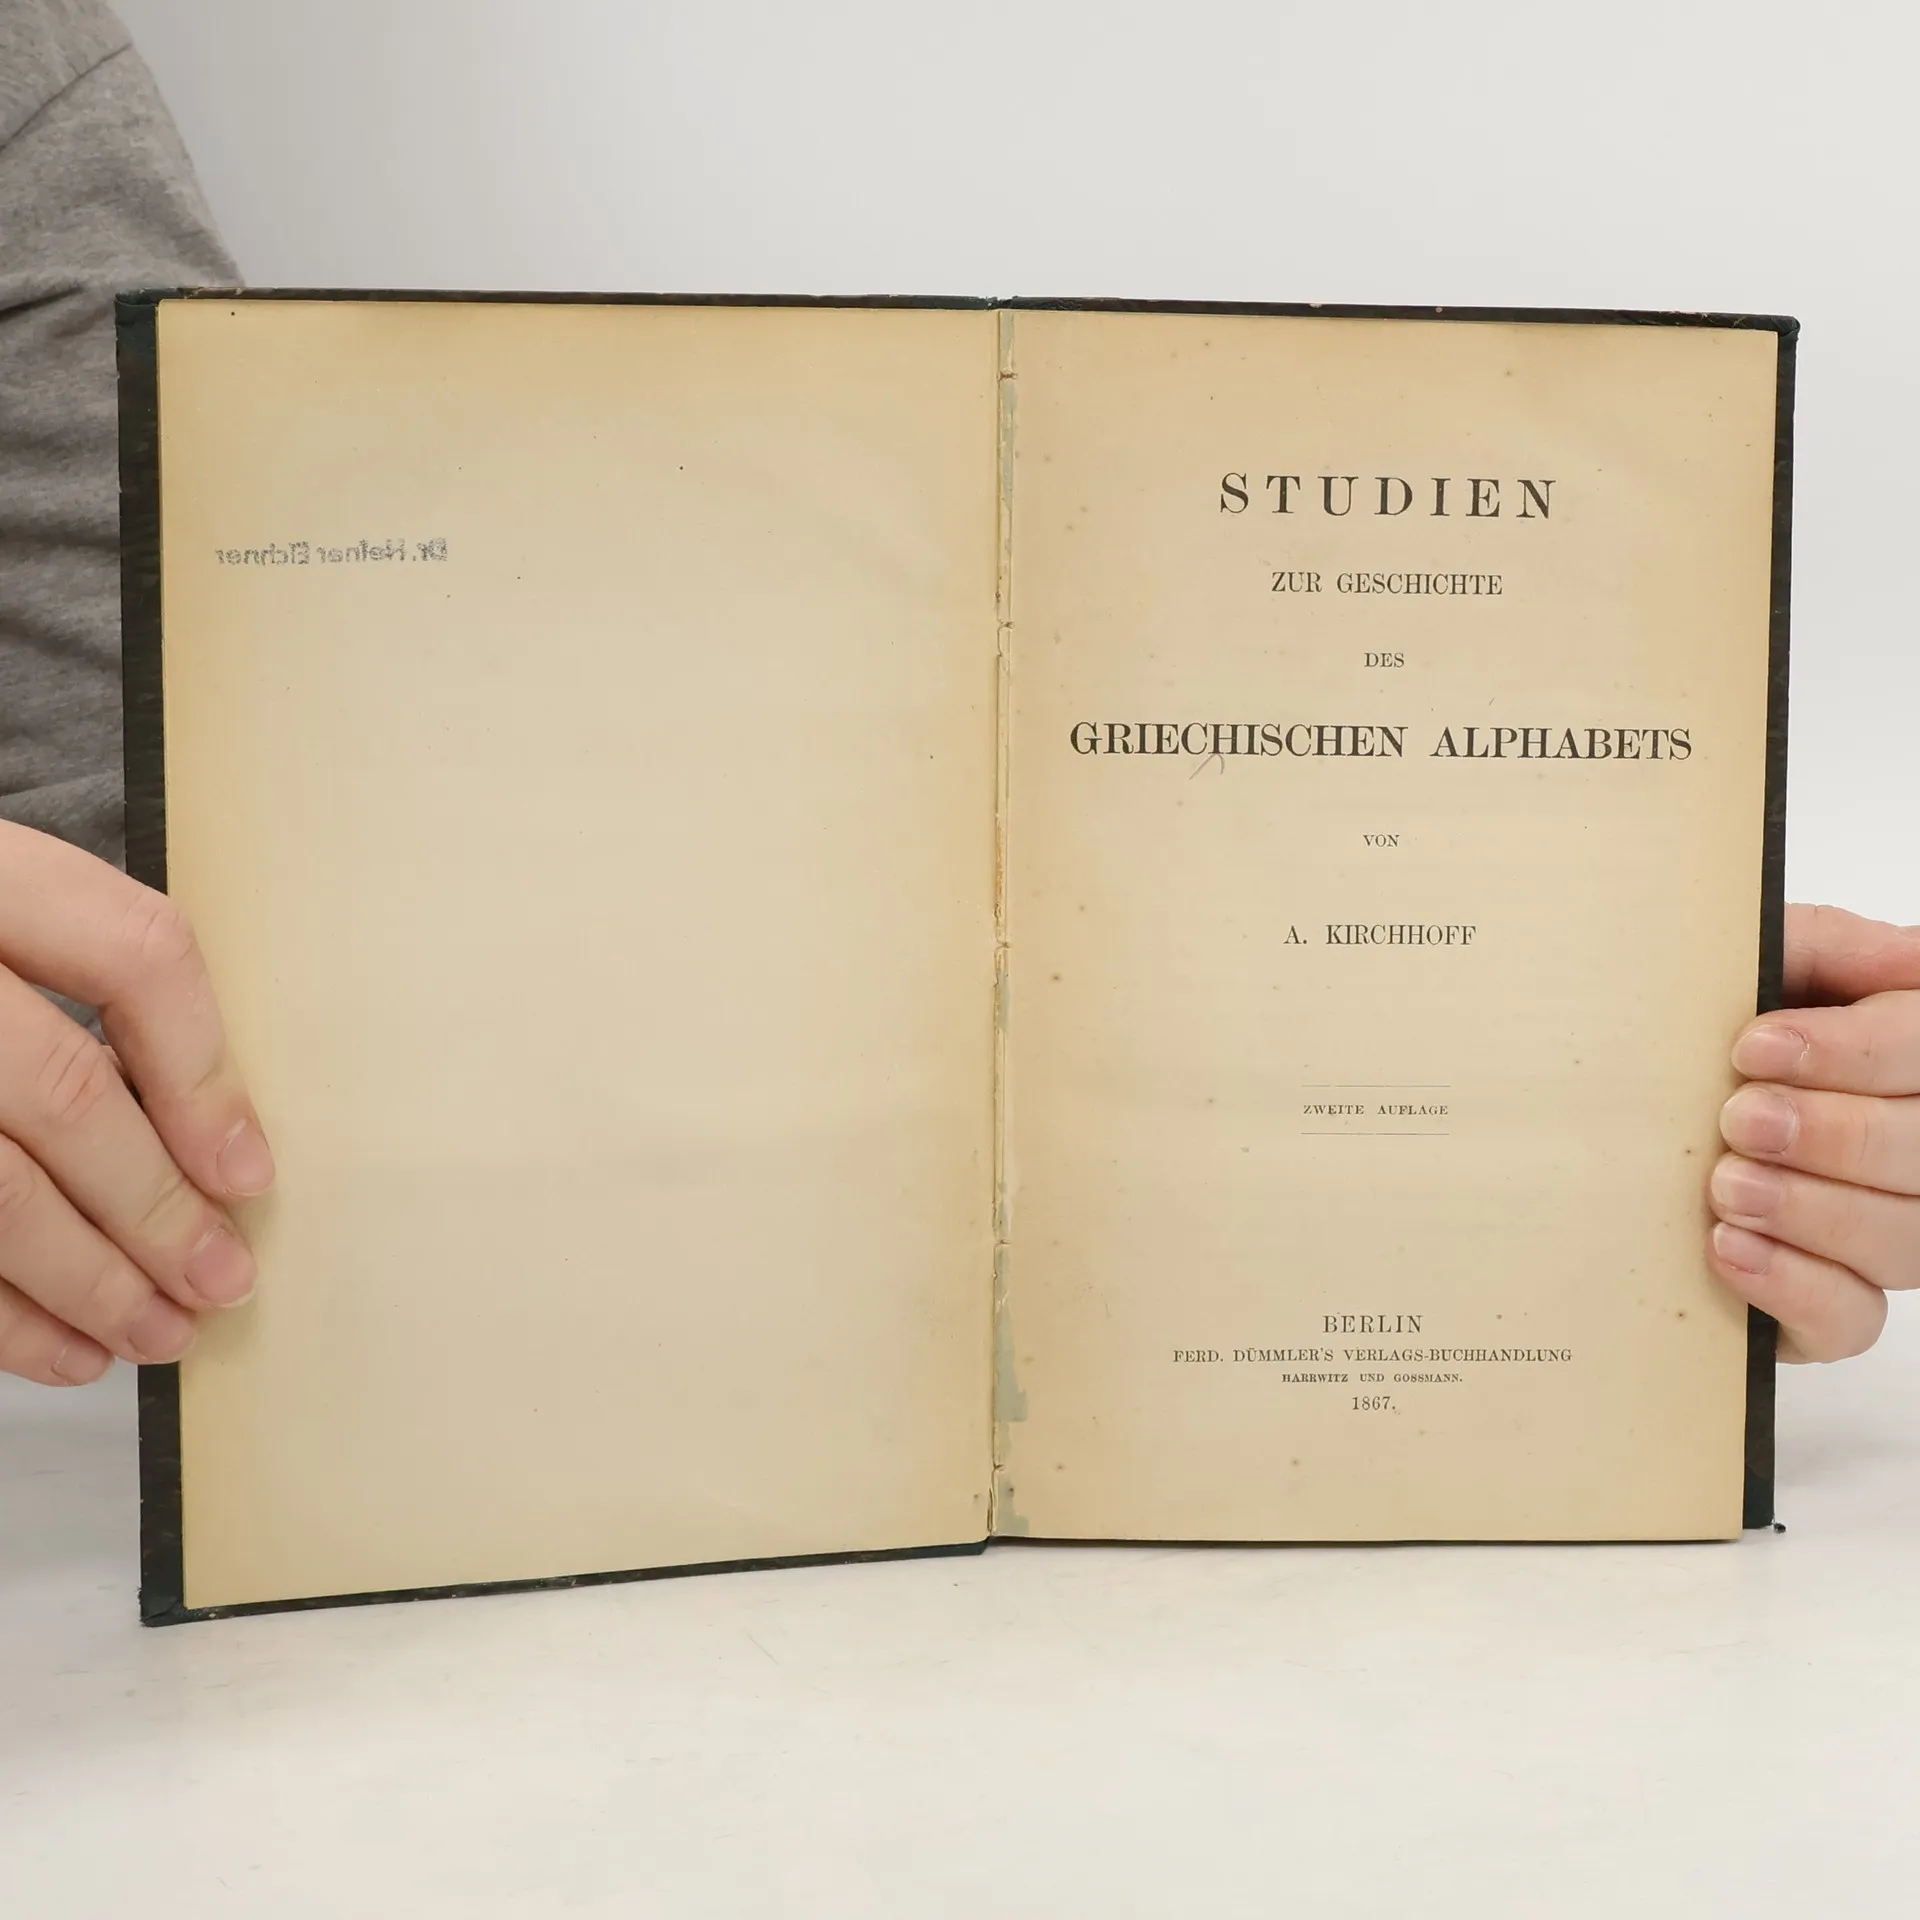 Dr. Heiner Eichner
STUDIEN
ZUR GESCHICHTE
DES
GRIECHISCHEN ALPHABETS
VON
A. KIRCHHOFF
ZWEITE AUFLAGE
BERLIN
FERD. DÜMMLER'S VERLAGS-BUCHHANDLUNG
HARRWITZ UND GOSSMANN.
1867.